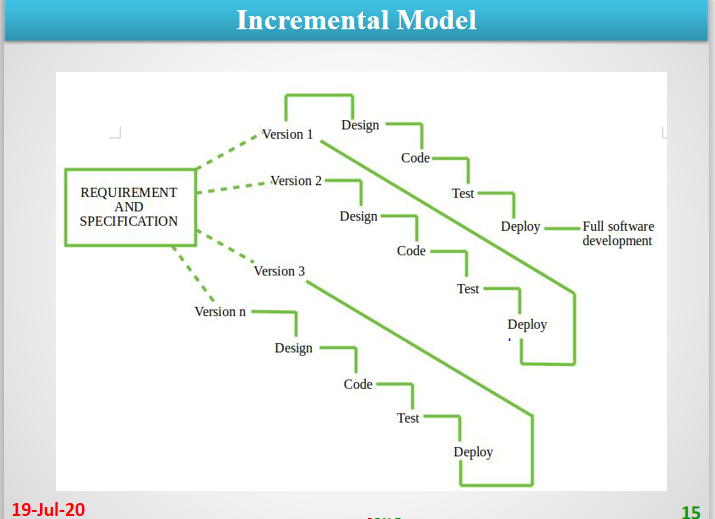 Incremental Model
Version 1
Design
Code
Test
Deploy
Full software
development
REQUIREMENT
AND
SPECIFICATION
Version 2
Design
Code
Test
Deploy
Version 3
Version n
Design
Code
Test
Deploy
19-Jul-20
15